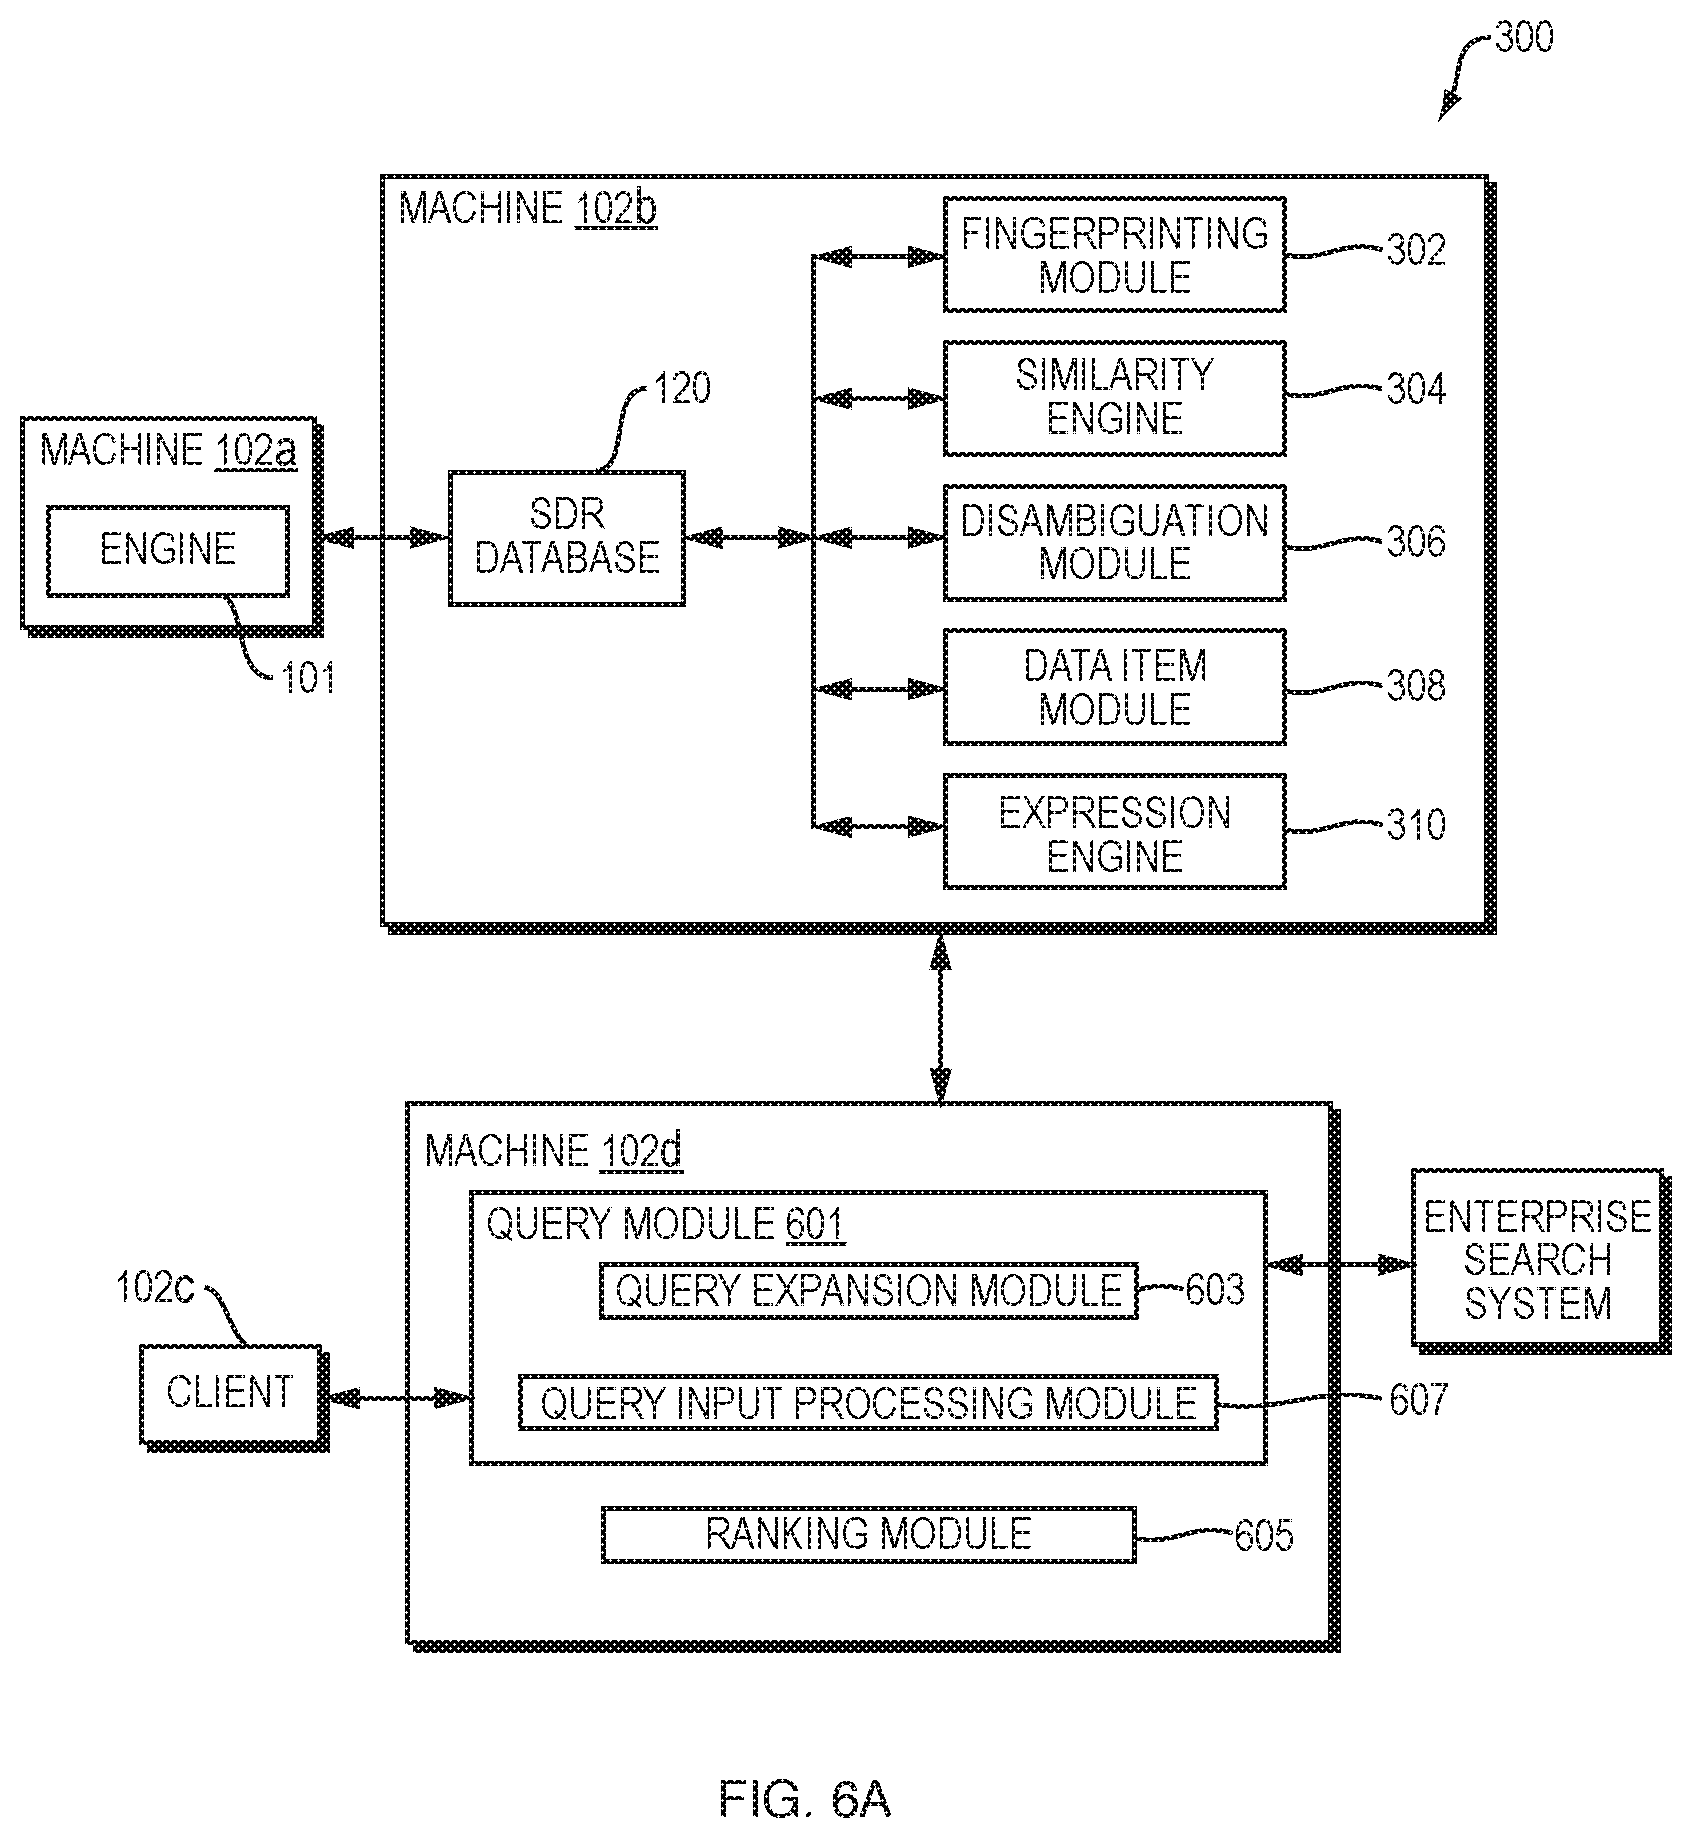 300
MACHINE 102b
FINGERPRINTING
MODULE
302
SIMILARITY
ENGINE
304
120
MACHINE 102a
ENGINE
101
SDR
DATABASE
DISAMBIGUATION
MODULE
306
DATA ITEM
MODULE
308
EXPRESSION
ENGINE
310
MACHINE 102d
QUERY MODULE 601
QUERY EXPANSION MODULE
603
ENTERPRISE
SEARCH
SYSTEM
102c
CLIENT
QUERY INPUT PROCESSING MODULE
607
RANKING MODULE
605
FIG. 6A